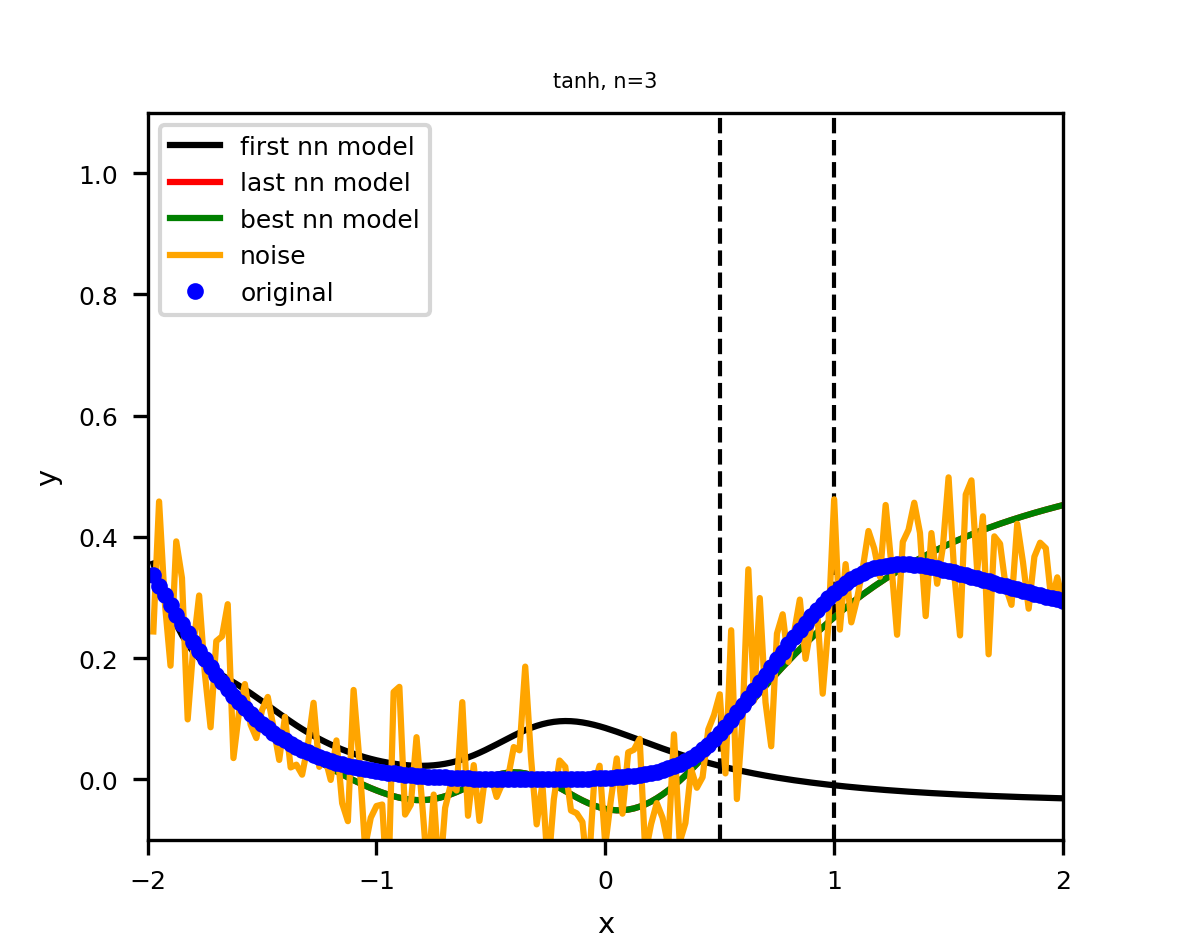 tanh, n=3
first nn model
last nn model
best nn model
noise
original
1.0
0.8
0.6
0.4
0.2
0.0
y
−2
−1
0
1
2
x